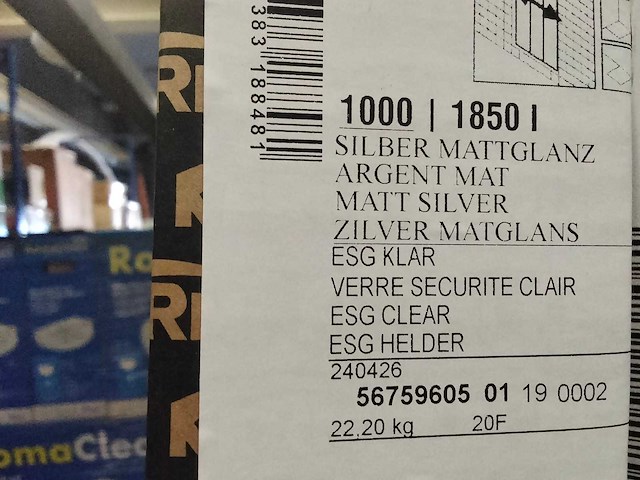 383 188481
1000 | 1850 |
SILBER MATTGLANZ
ARGENT MAT
MATT SILVER
ZILVER MATGLANS
ESG KLAR
VERRE SECURITE CLAIR
ESG CLEAR
ESG HELDER
240426
56759605 01 19 0002
22,20 kg 20F